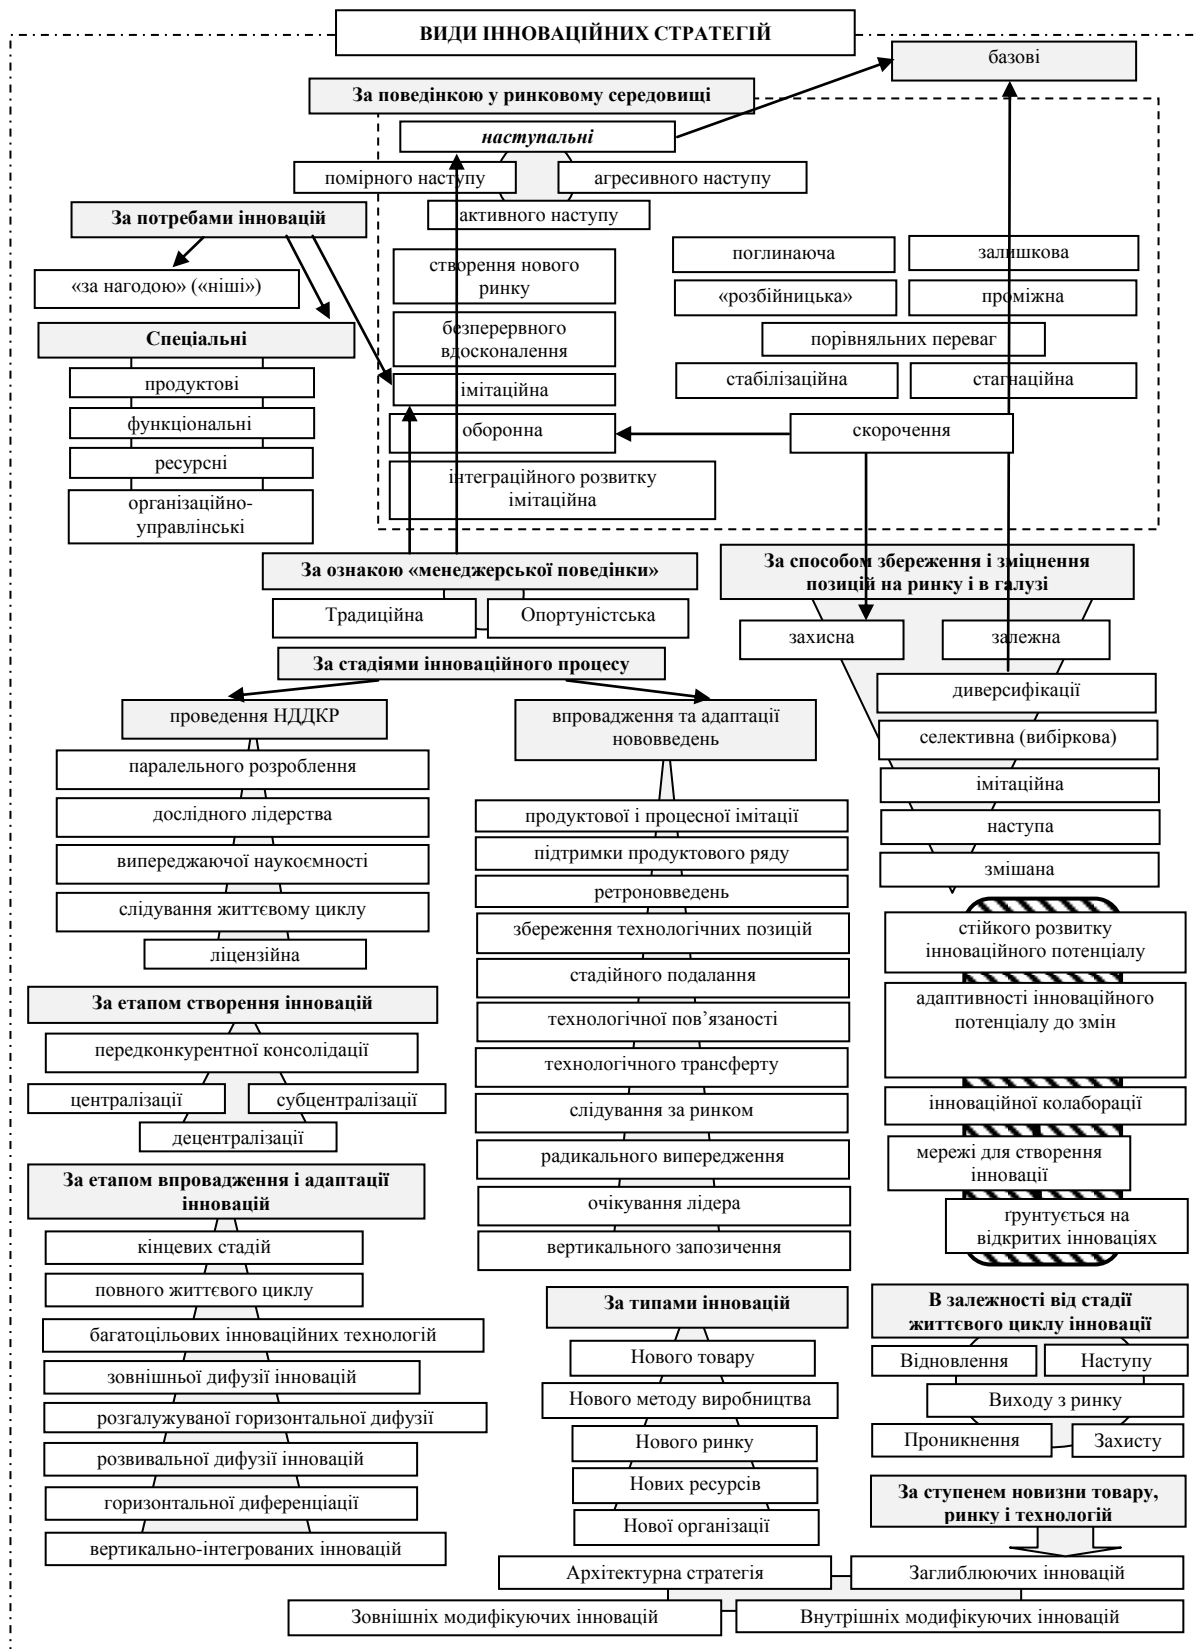 ВИДИ ІННОВАЦІЙНИХ СТРАТЕГІЙ
базові
За поведінкою у ринковому середовищі
наступальні
помірного наступу
агресивного наступу
активного наступу
За потребами інновацій
«за нагодою» («ніші»)
Спеціальні
продуктові
функціональні
ресурсні
організаційно-
управлінські
створення нового
ринку
безперервного
вдосконалення
імітаційна
оборонна
інтеграційного розвитку
імітаційна
поглинаюча
залишкова
«розбійницька»
проміжна
порівняльних переваг
стабілізаційна
стагнаційна
скорочення
За ознакою «менеджерської поведінки»
Традиційна
Опортуністська
За способом збереження і зміцнення
позицій на ринку і в галузі
захисна
залежна
диверсифікації
селективна (вибіркова)
імітаційна
наступа
змішана
За стадіями інноваційного процесу
проведення НДДКР
паралельного розроблення
дослідного лідерства
випереджаючої наукоємності
слідування життєвому циклу
ліцензійна
впровадження та адаптації
нововведень
продуктової і процесної імітації
підтримки продуктового ряду
ретроновведень
збереження технологічних позицій
стадійного подалання
технологічної пов’язаності
технологічного трансферту
слідування за ринком
радикального випередження
очікування лідера
вертикального запозичення
стійкого розвитку
інноваційного потенціалу
адаптивності інноваційного
потенціалу до змін
інноваційної колаборації
мережі для створення
інновації
ґрунтується на
відкритих інноваціях
За етапом створення інновацій
передконкурентної консолідації
централізації
субцентралізації
децентралізації
За етапом впровадження і адаптації
інновацій
кінцевих стадій
повного життєвого циклу
багатоцільових інноваційних технологій
зовнішньої дифузії інновацій
розгалужуваної горизонтальної дифузії
розвивальної дифузії інновацій
горизонтальної диференціації
вертикально-інтегрованих інновацій
За типами інновацій
Нового товару
Нового методу виробництва
Нового ринку
Нових ресурсів
Нової організації
В залежності від стадії
життєвого циклу інновації
Відновлення
Наступу
Виходу з ринку
Проникнення
Захисту
За ступенем новизни товару,
ринку і технологій
Архітектурна стратегія
Заглиблюючих інновацій
Зовнішніх модифікуючих інновацій
Внутрішніх модифікуючих інновацій